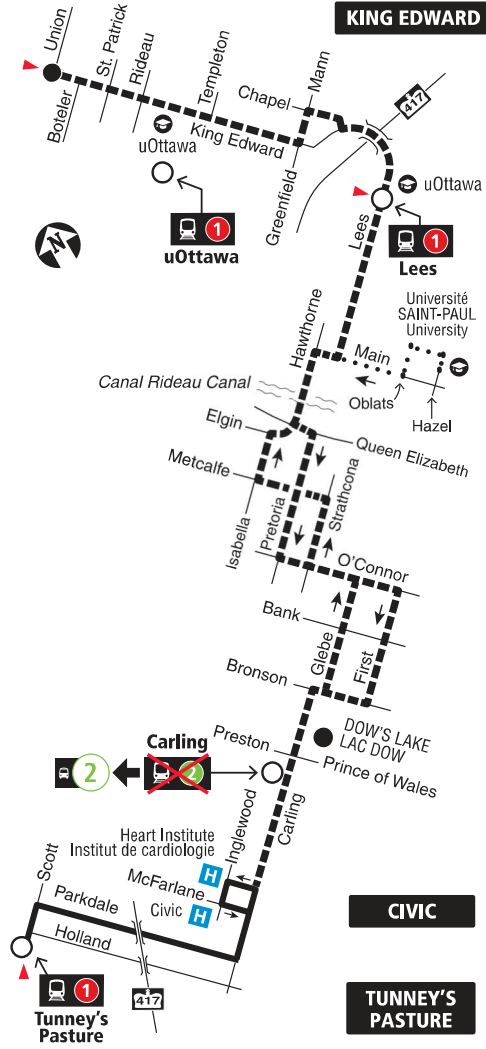 KING EDWARD
Union
St. Patrick
Rideau
Templeton
Boteler
King Edward
Chapel
Mann
417
Greenfield
uOttawa
1
uOttawa
uOttawa
1
Lees
Lees
N
Hawthorne
Main
Université
SAINT-PAUL
University
Oblats
Hazel
Canal Rideau Canal
Elgin
Queen Elizabeth
Metcalfe
Isabella
Pretoria
Strathcona
O'Connor
Bank
Glebe
First
Bronson
DOW'S LAKE
LAC DOW
Carling
2
2
Preston
Prince of Wales
Inglewood
Carling
Heart Institute
Institut de cardiologie
H
McFarlane
Civic
H
Scott
Parkdale
Holland
417
1
Tunney's
Pasture
CIVIC
TUNNEY'S
PASTURE